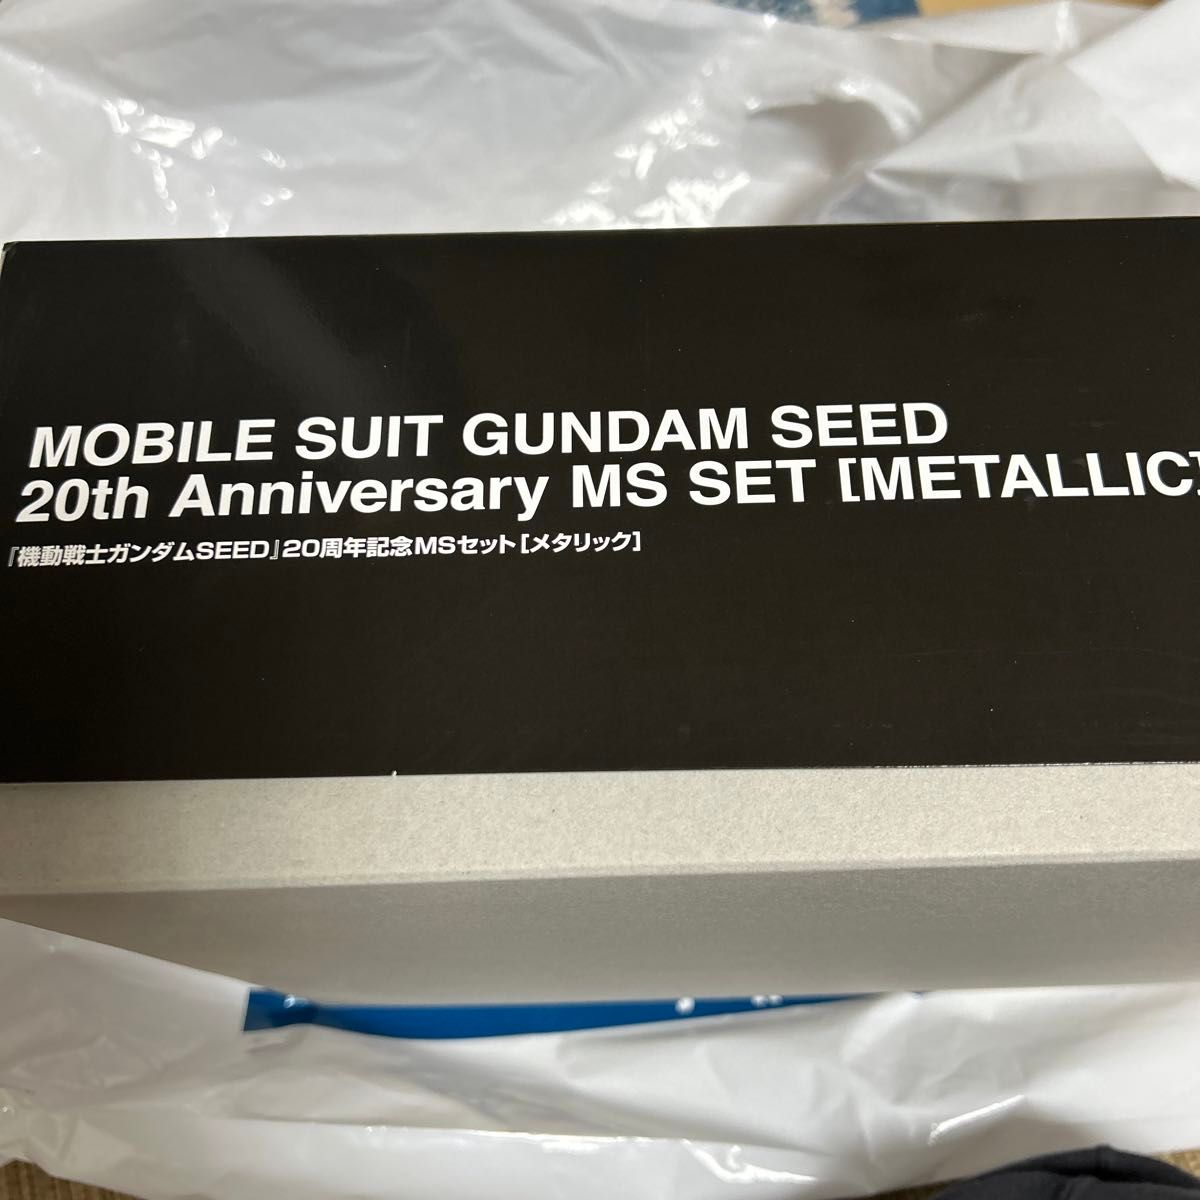 MOBILE SUIT GUNDAM SEED
20th Anniversary MS SET [METALLIC]
『機動戦士ガンダムSEED』20周年記念MSセット[メタリック]